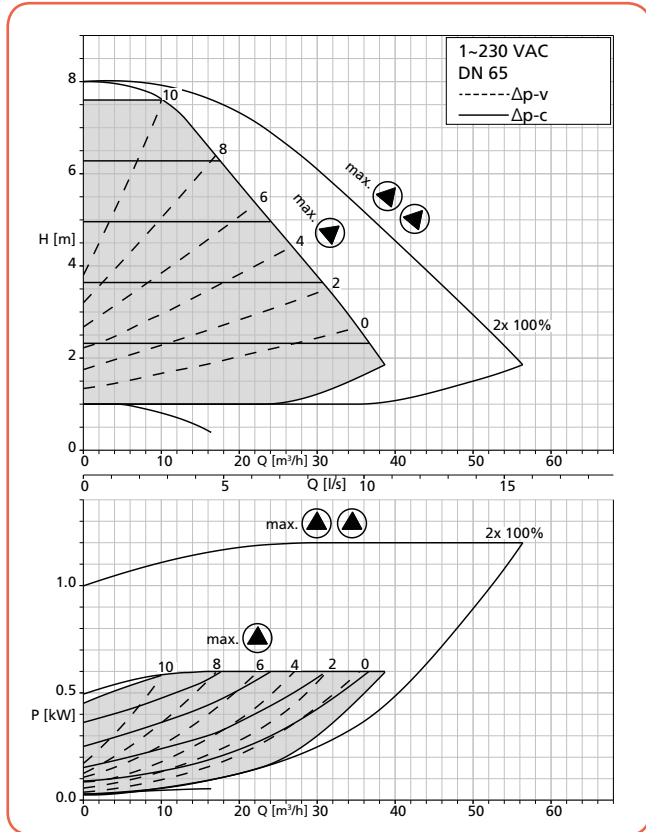 1~230 VAC
DN 65
Δp-v
Δp-c
8
10
8
max.
6
6
max.
H [m]
4
4
2
0
2x 100%
2
0
0 10 20 30 40 50 60
Q [m³/h]
0 5 10 15
Q [l/s]
max.
2x 100%
1.0
max.
10 8 6 4 2 0
0.5
P [kW]
0.0
0 10 20 30 40 50 60
Q [m³/h]